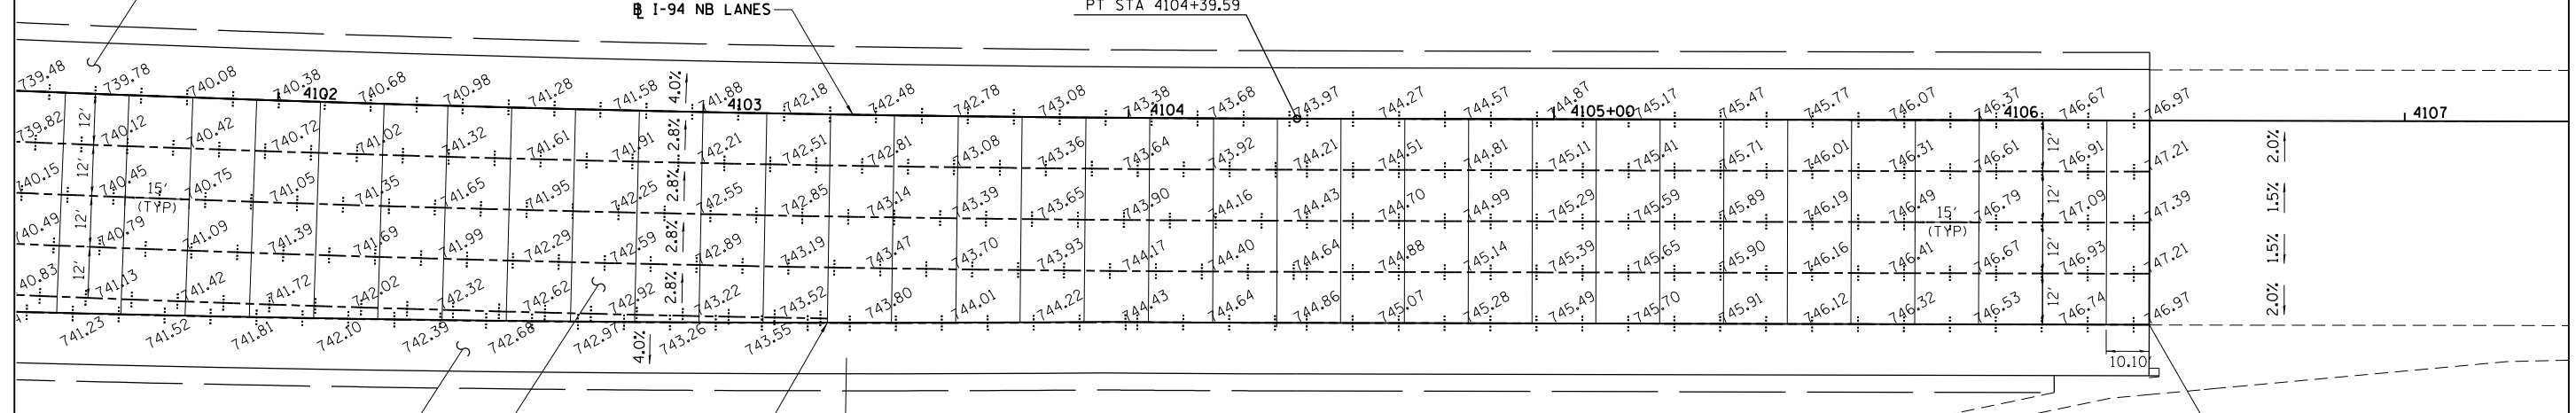 ℄ I-94 NB LANES
PT STA 4104+39.59
739.48 739.78 740.08 740.38 740.68 740.98 741.28 741.58 741.88 742.18 742.48 742.78 743.08 743.38 743.68 743.97 744.27 744.57 744.87 745.17 745.47 745.77 746.07 746.37 746.67 746.97
4102 4103 4104 4105+00 4106 4107
4.0%
739.82 740.12 740.42 740.72 741.02 741.32 741.61 741.91 742.21 742.51 742.81 743.08 743.36 743.64 743.92 744.21 744.51 744.81 745.11 745.41 745.71 746.01 746.31 746.61 746.91 747.21
12' 2.8% 12' 2.0%
740.15 740.45 740.75 741.05 741.35 741.65 741.95 742.25 742.55 742.85 743.14 743.39 743.65 743.90 744.16 744.43 744.70 744.99 745.29 745.59 745.89 746.19 746.49 746.79 747.09 747.39
12' 2.8% 12' 1.5%
15' 15'
(TYP) (TYP)
740.49 740.79 741.09 741.39 741.69 741.99 742.29 742.59 742.89 743.19 743.47 743.70 743.93 744.17 744.40 744.64 744.88 745.14 745.39 745.65 745.90 746.16 746.41 746.67 746.93 747.21
12' 2.8% 12' 1.5%
40.83 741.13 741.42 741.72 742.02 742.32 742.62 742.92 743.22 743.52 743.80 744.01 744.22 744.43 744.64 744.86 745.07 745.28 745.49 745.70 745.91 746.12 746.32 746.53 746.74 746.97
12' 2.8% 12' 2.0%
741.23 741.52 741.81 742.10 742.39 742.68 742.97 743.26 743.55
4.0%
10.10'